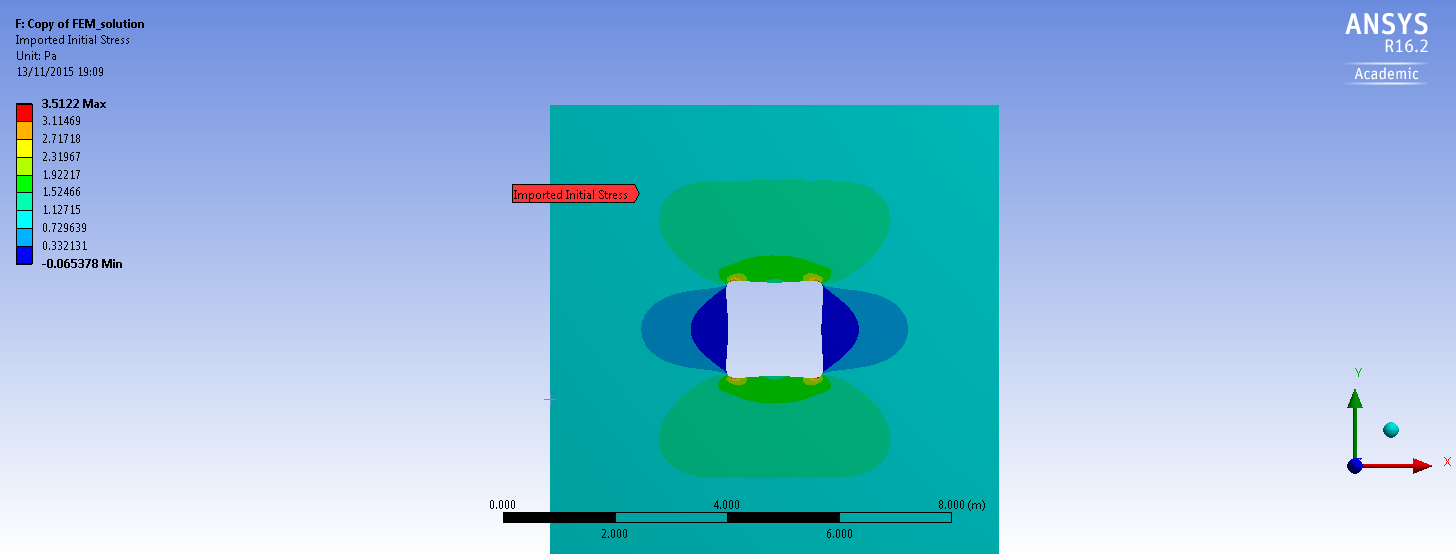 F: Copy of FEM_solution
Imported Initial Stress
Unit: Pa
13/11/2015 19:09
3.5122 Max
3.11469
2.71718
2.31967
1.92217
1.52466
1.12715
0.729639
0.332131
-0.065378 Min
ANSYS
R16.2
Academic
Imported Initial Stress
0.000 4.000 8.000 (m)
2.000 6.000
Y
X